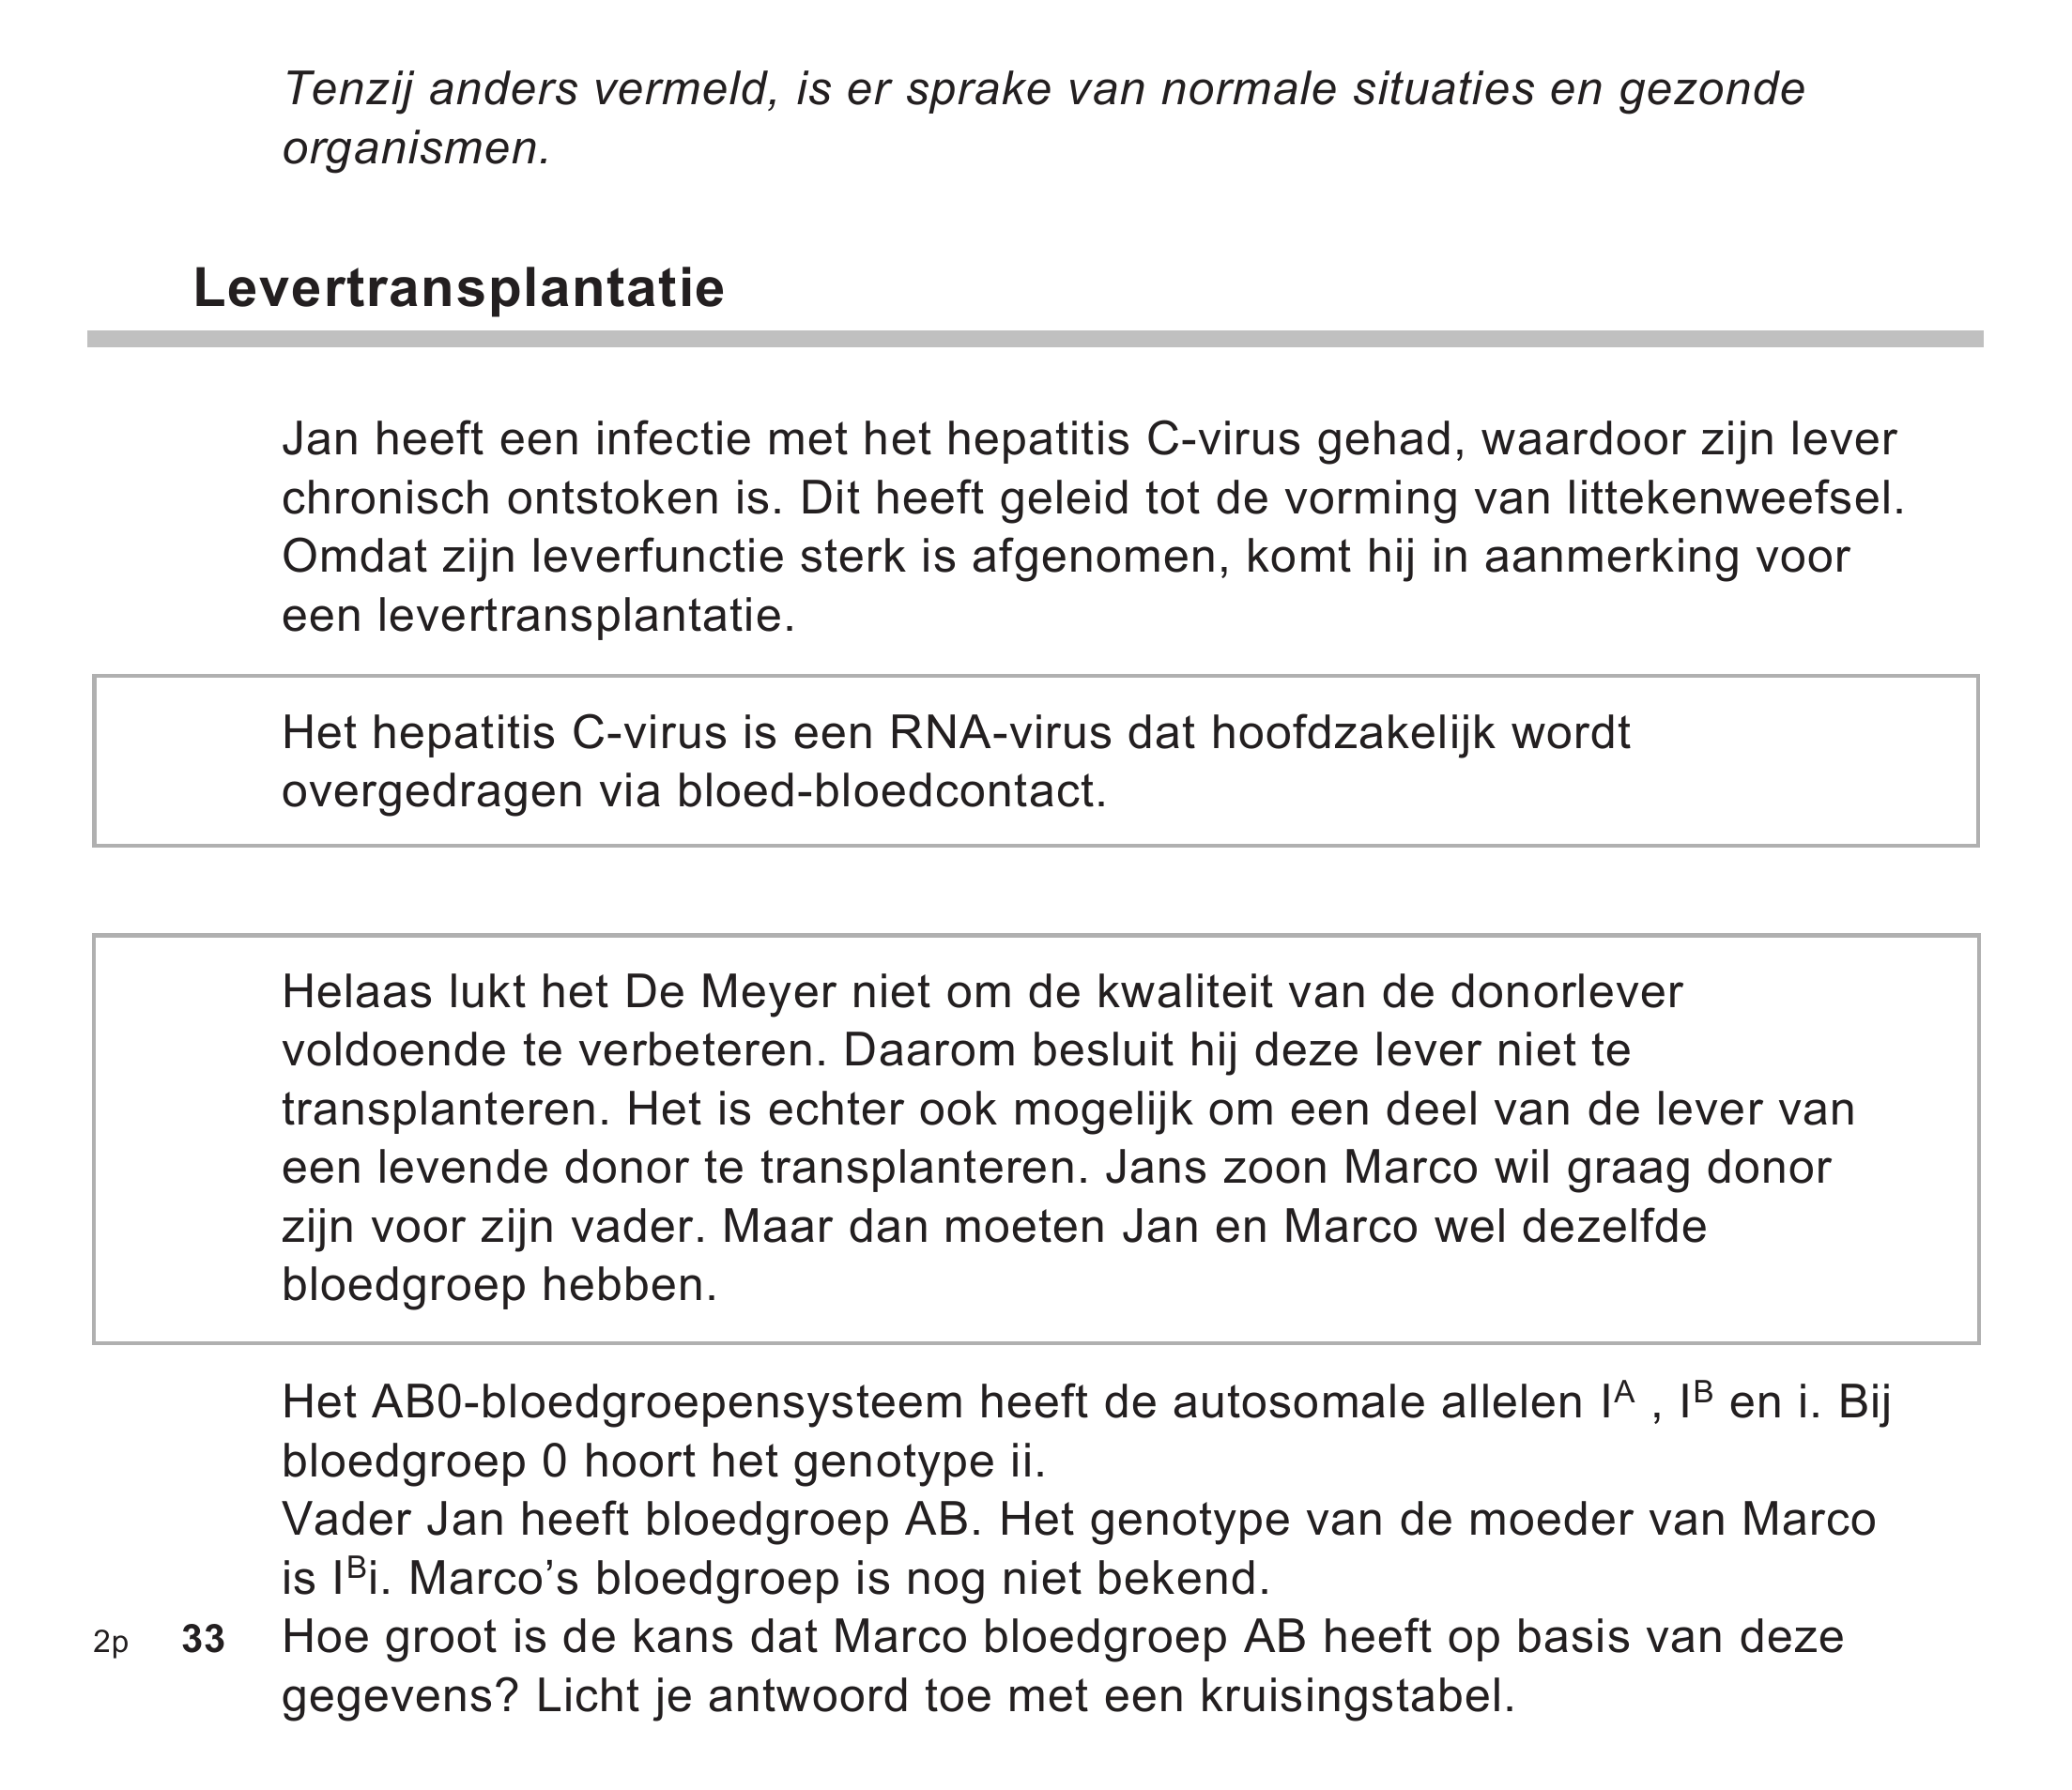 Tenzij anders vermeld, is er sprake van normale situaties en gezonde
organismen.
Levertransplantatie
Jan heeft een infectie met het hepatitis C-virus gehad, waardoor zijn lever
chronisch ontstoken is. Dit heeft geleid tot de vorming van littekenweefsel.
Omdat zijn leverfunctie sterk is afgenomen, komt hij in aanmerking voor
een levertransplantatie.
Het hepatitis C-virus is een RNA-virus dat hoofdzakelijk wordt
overgedragen via bloed-bloedcontact.
Helaas lukt het De Meyer niet om de kwaliteit van de donorlever
voldoende te verbeteren. Daarom besluit hij deze lever niet te
transplanteren. Het is echter ook mogelijk om een deel van de lever van
een levende donor te transplanteren. Jans zoon Marco wil graag donor
zijn voor zijn vader. Maar dan moeten Jan en Marco wel dezelfde
bloedgroep hebben.
Het AB0-bloedgroepensysteem heeft de autosomale allelen Iᴬ , Iᴮ en i. Bij
bloedgroep 0 hoort het genotype ii.
Vader Jan heeft bloedgroep AB. Het genotype van de moeder van Marco
is Iᴮi. Marco’s bloedgroep is nog niet bekend.
2p 33 Hoe groot is de kans dat Marco bloedgroep AB heeft op basis van deze
gegevens? Licht je antwoord toe met een kruisingstabel.